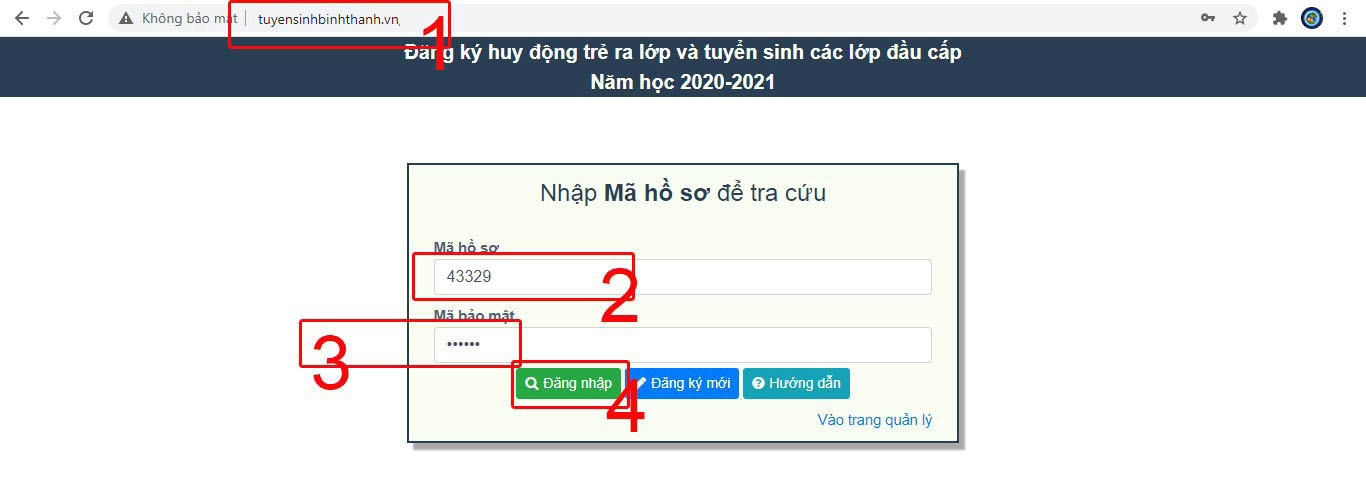 Không bảo mật
tuyensinhbinhthanh.vn,
1
Đăng ký huy động trẻ ra lớp và tuyển sinh các lớp đầu cấp
Năm học 2020-2021
Nhập Mã hồ sơ để tra cứu
Mã hồ sơ
43329
2
Mã bảo mật
••••••
3
Đăng nhập
Đăng ký mới
Hướng dẫn
4
Vào trang quản lý